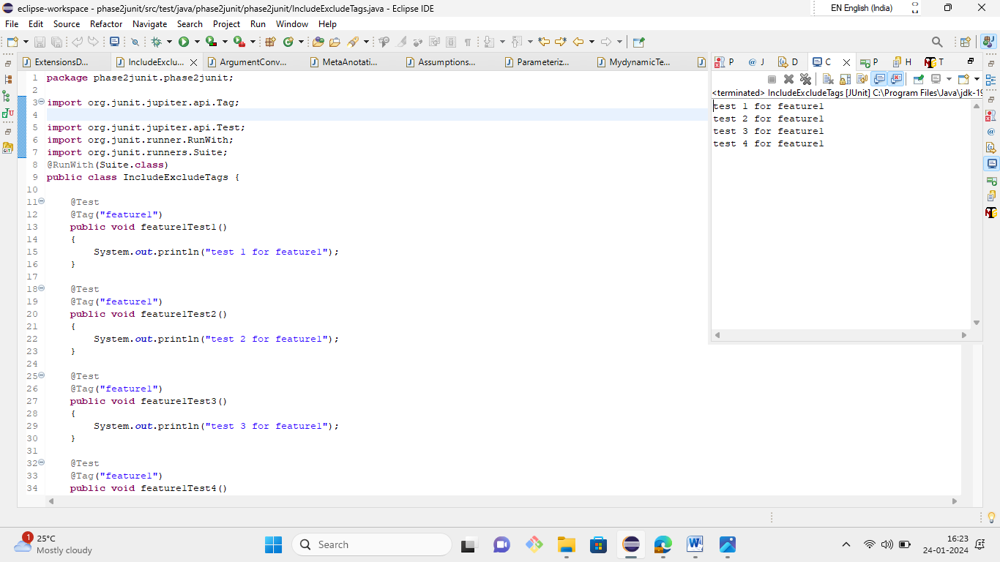 eclipse-workspace - phase2junit/src/test/java/phase2junit/phase2junit/IncludeExcludeTags.java - Eclipse IDE
EN English (India)
File Edit Source Refactor Navigate Search Project Run Window Help
ExtensionsD... IncludeExclu... ArgumentConv... MetaAnotati... Assumptions... Parameteriz... MydynamicTe...
P @ J D C P H T
<terminated> IncludeExcludeTags [JUnit] C:\Program Files\Java\jdk-19
test 1 for feature1
test 2 for feature1
test 3 for feature1
test 4 for feature1
1 package phase2junit.phase2junit;
2
3 import org.junit.jupiter.api.Tag;
4
5 import org.junit.jupiter.api.Test;
6 import org.junit.runner.RunWith;
7 import org.junit.runners.Suite;
8 @RunWith(Suite.class)
9 public class IncludeExcludeTags {
10
11 @Test
12 @Tag("feature1")
13 public void feature1Test1()
14 {
15 System.out.println("test 1 for feature1");
16 }
17
18 @Test
19 @Tag("feature1")
20 public void feature1Test2()
21 {
22 System.out.println("test 2 for feature1");
23 }
24
25 @Test
26 @Tag("feature1")
27 public void feature1Test3()
28 {
29 System.out.println("test 3 for feature1");
30 }
31
32 @Test
33 @Tag("feature1")
34 public void feature1Test4()
1
25°C
Mostly cloudy
Search
16:23
24-01-2024